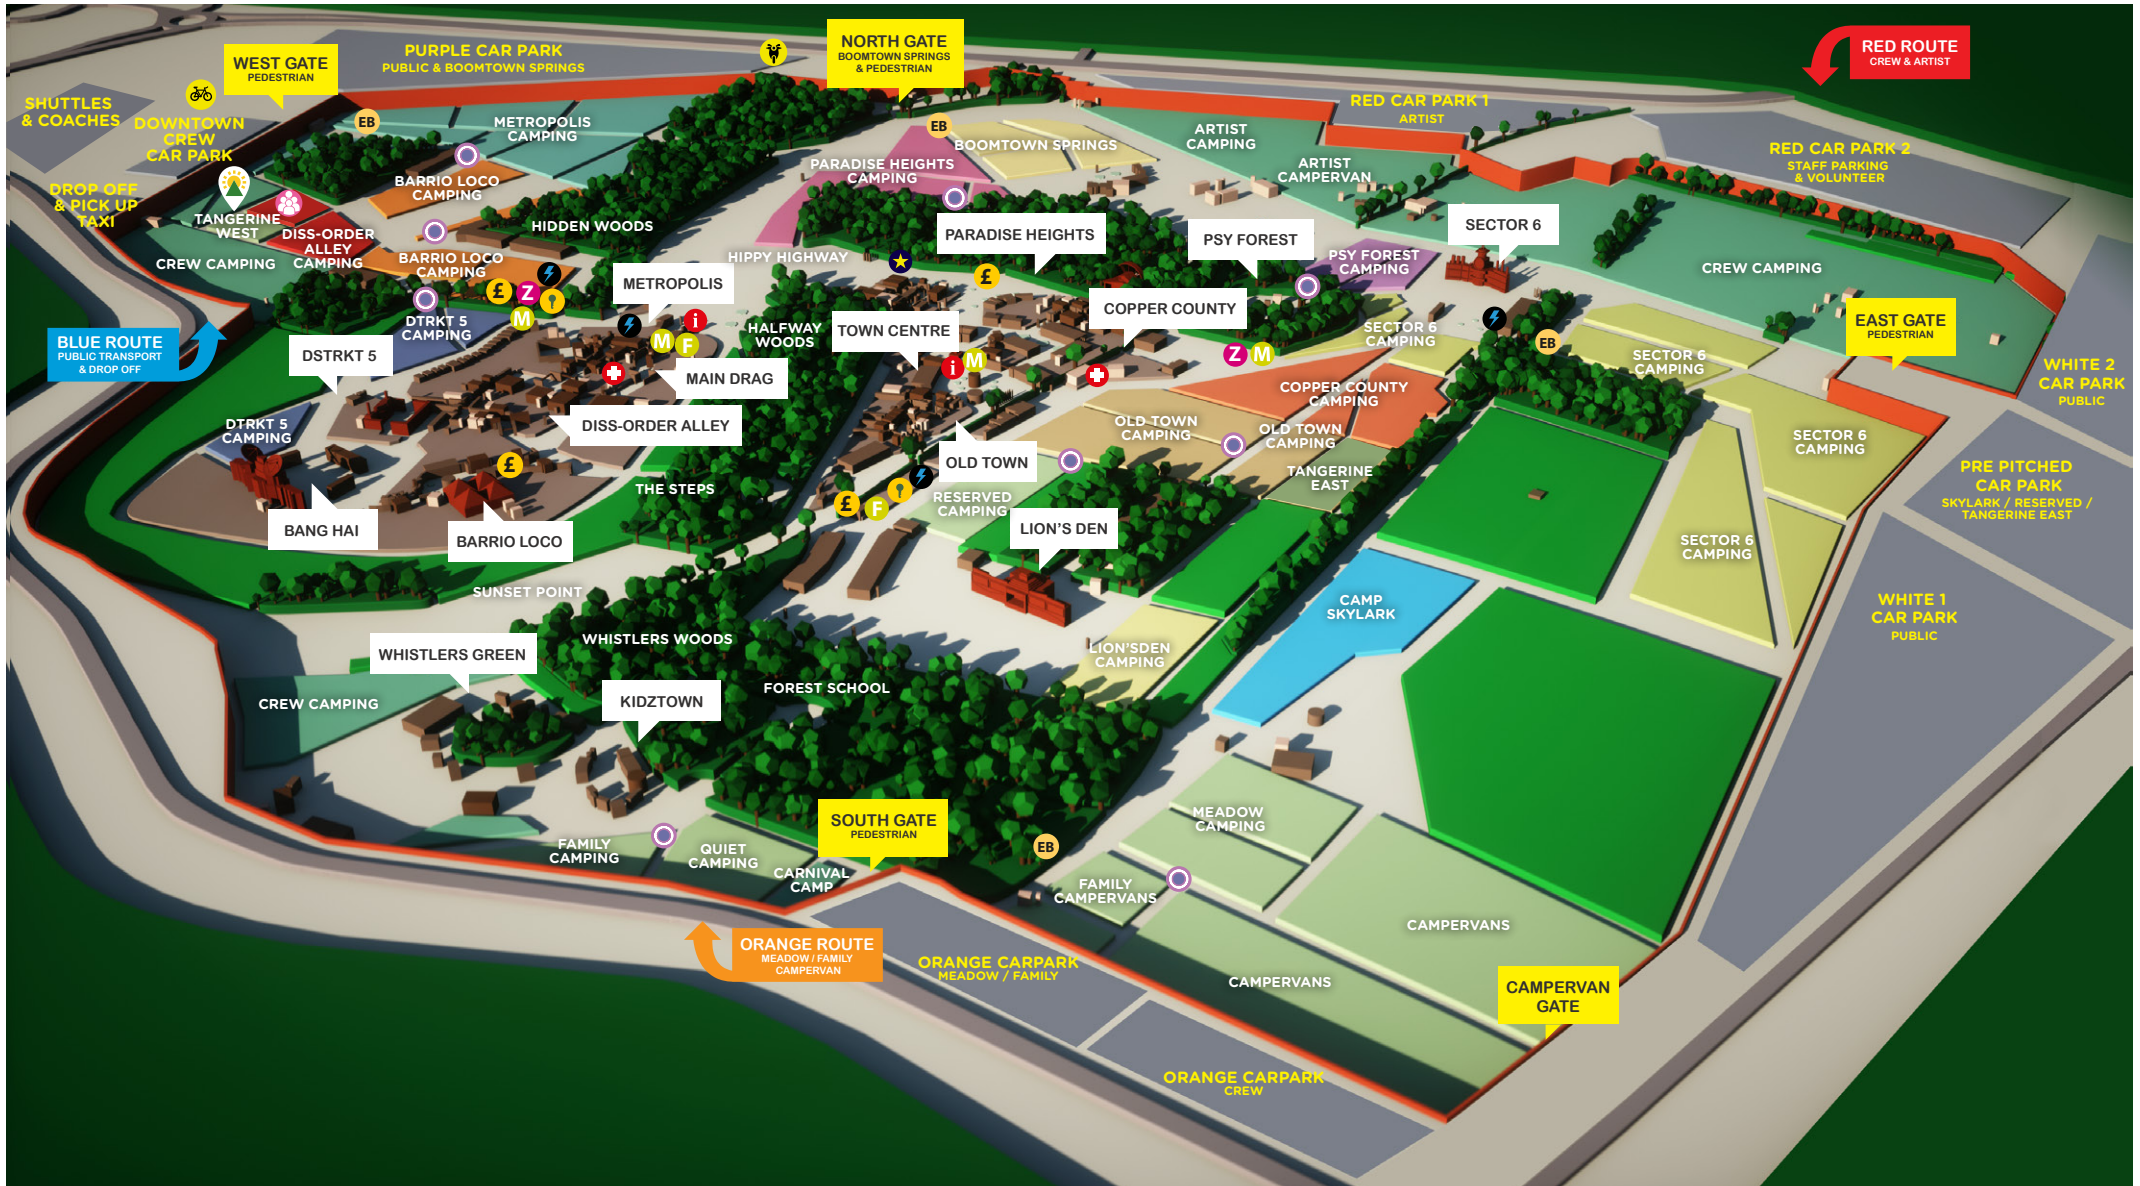 PURPLE CAR PARK
PUBLIC & BOOMTOWN SPRINGS
WEST GATE
PEDESTRIAN
NORTH GATE
BOOMTOWN SPRINGS
& PEDESTRIAN
RED ROUTE
CREW & ARTIST
SHUTTLES
& COACHES
DOWNTOWN
CREW
CAR PARK
EB
METROPOLIS
CAMPING
EB
BOOMTOWN SPRINGS
RED CAR PARK 1
ARTIST
ARTIST
CAMPING
ARTIST
CAMPERVAN
RED CAR PARK 2
STAFF PARKING
& VOLUNTEER
DROP OFF
& PICK UP
TAXI
BARRIO LOCO
CAMPING
PARADISE HEIGHTS
CAMPING
TANGERINE
WEST
DISS-ORDER
ALLEY
CAMPING
HIDDEN WOODS
PARADISE HEIGHTS
PSY FOREST
SECTOR 6
CREW CAMPING
BARRIO LOCO
CAMPING
HIPPY HIGHWAY
PSY FOREST
CAMPING
CREW CAMPING
£
Z
M
METROPOLIS
£
COPPER COUNTY
DTRKT 5
CAMPING
i
M
F
HALFWAY
WOODS
TOWN CENTRE
SECTOR 6
CAMPING
EB
EAST GATE
PEDESTRIAN
BLUE ROUTE
PUBLIC TRANSPORT
& DROP OFF
DSTRKT 5
MAIN DRAG
i
M
Z
M
SECTOR 6
CAMPING
WHITE 2
CAR PARK
PUBLIC
COPPER COUNTY
CAMPING
DTRKT 5
CAMPING
DISS-ORDER ALLEY
OLD TOWN
CAMPING
OLD TOWN
CAMPING
SECTOR 6
CAMPING
£
OLD TOWN
TANGERINE
EAST
PRE PITCHED
CAR PARK
SKYLARK / RESERVED /
TANGERINE EAST
THE STEPS
£
F
RESERVED
CAMPING
BANG HAI
BARRIO LOCO
LION'S DEN
SECTOR 6
CAMPING
SUNSET POINT
CAMP
SKYLARK
WHITE 1
CAR PARK
PUBLIC
WHISTLERS WOODS
WHISTLERS GREEN
LION'SDEN
CAMPING
CREW CAMPING
KIDZTOWN
FOREST SCHOOL
SOUTH GATE
PEDESTRIAN
MEADOW
CAMPING
FAMILY
CAMPING
QUIET
CAMPING
EB
CARNIVAL
CAMP
FAMILY
CAMPERVANS
CAMPERVANS
ORANGE ROUTE
MEADOW / FAMILY
CAMPERVAN
ORANGE CARPARK
MEADOW / FAMILY
CAMPERVANS
CAMPERVAN
GATE
ORANGE CARPARK
CREW